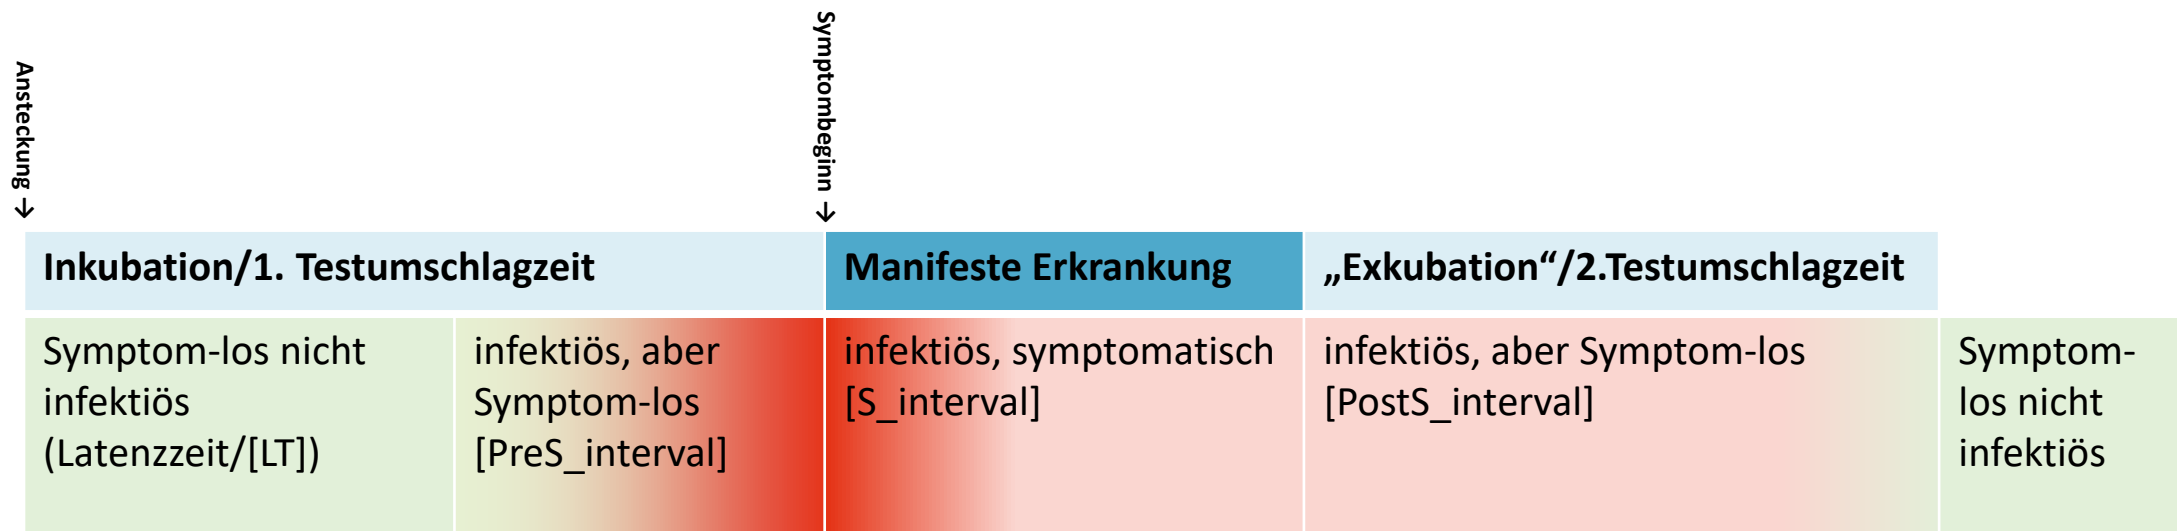 Ansteckung →
Symptombeginn →
Inkubation/1. Testumschlagzeit
Manifeste Erkrankung
„Exkubation“/2.Testumschlagzeit
Symptom-los nicht
infektiös
(Latenzzeit/[LT])
infektiös, aber
Symptom-los
[PreS_interval]
infektiös, symptomatisch
[S_interval]
infektiös, aber Symptom-los
[PostS_interval]
Symptom-
los nicht
infektiös